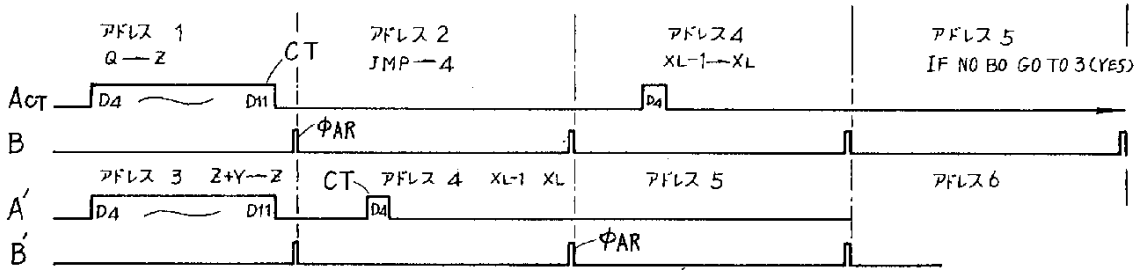 アドレス 1 アドレス 2 アドレス 4 アドレス 5
Q — Z CT JMP — 4 XL-1 — XL IF NO BO GO TO 3 (YES)
ACT D4 D11 D4
B ΦAR
アドレス 3 Z+Y — Z CT アドレス 4 XL-1 XL アドレス 5 アドレス6
A' D4 D11 D4
B' ΦAR